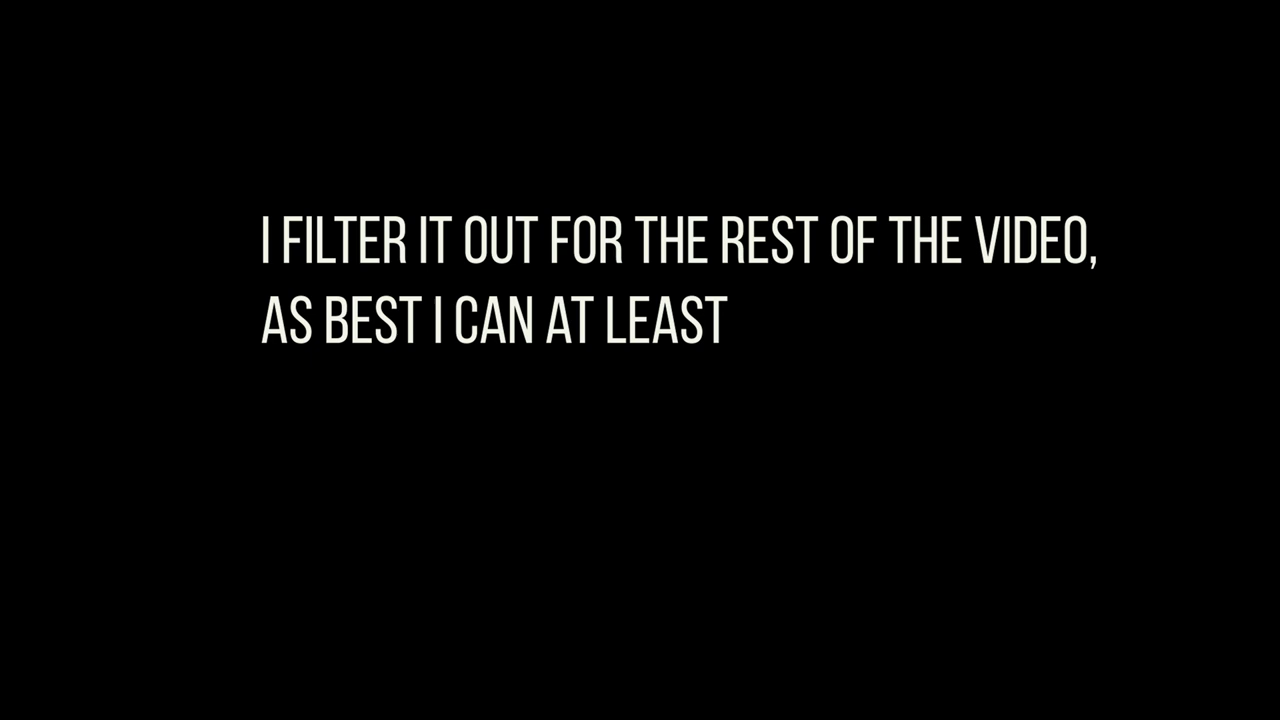 I FILTER IT OUT FOR THE REST OF THE VIDEO,
AS BEST I CAN AT LEAST